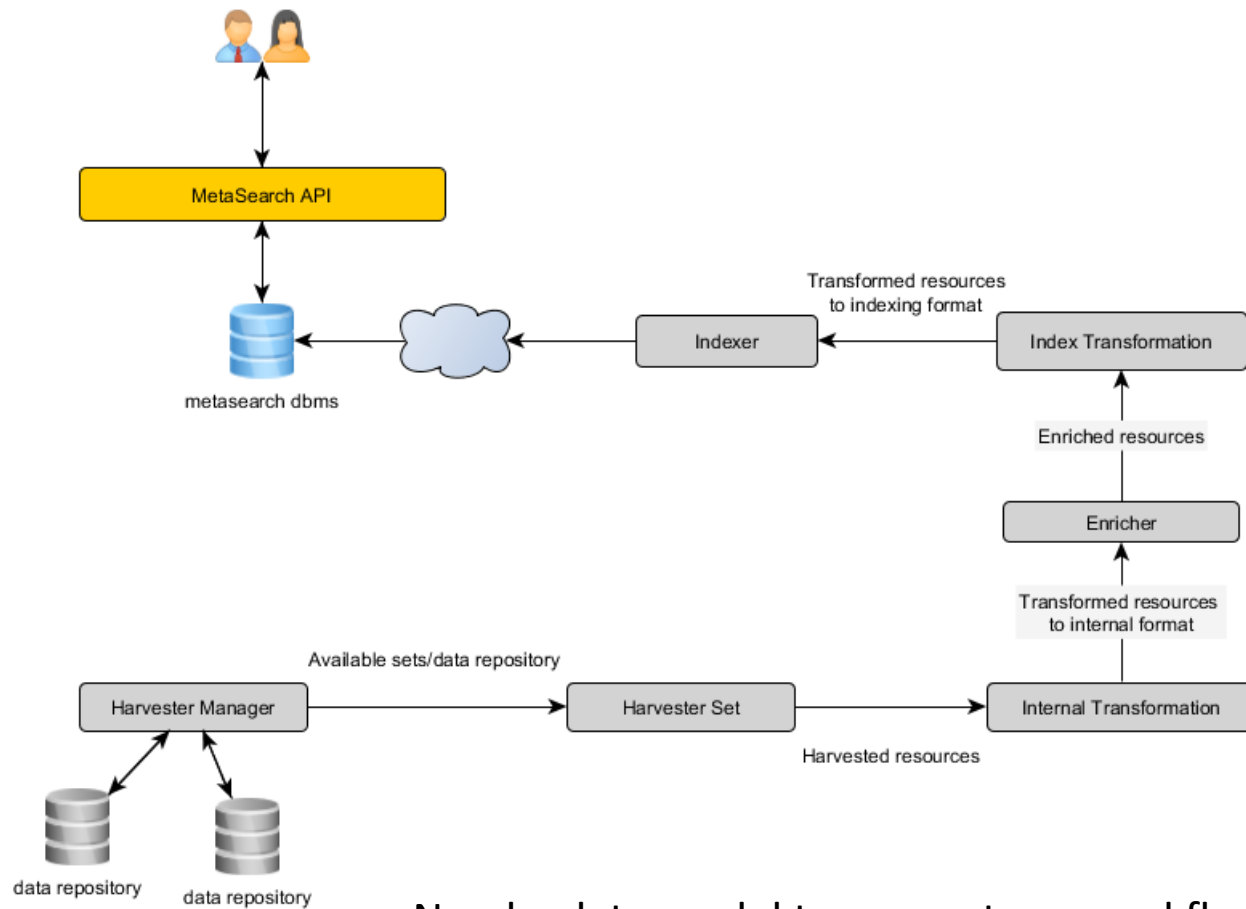 MetaSearch API
Transformed resources
to indexing format
Indexer
Index Transformation
metasearch dbms
Enriched resources
Enricher
Transformed resources
to internal format
Available sets/data repository
Harvester Manager
Harvester Set
Internal Transformation
Harvested resources
data repository
data repository